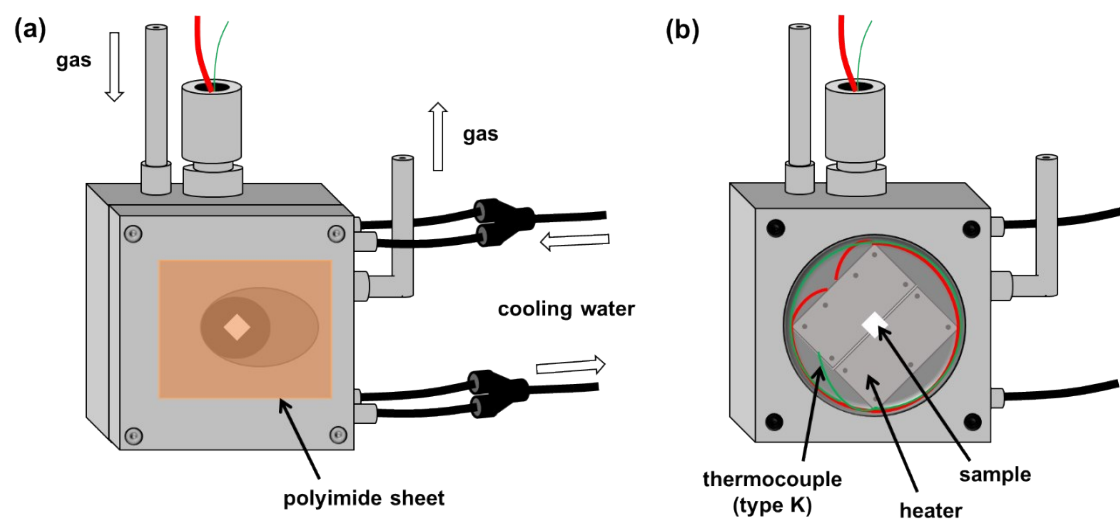 (a)
gas
gas
cooling water
polyimide sheet
(b)
thermocouple
(type K)
heater
sample